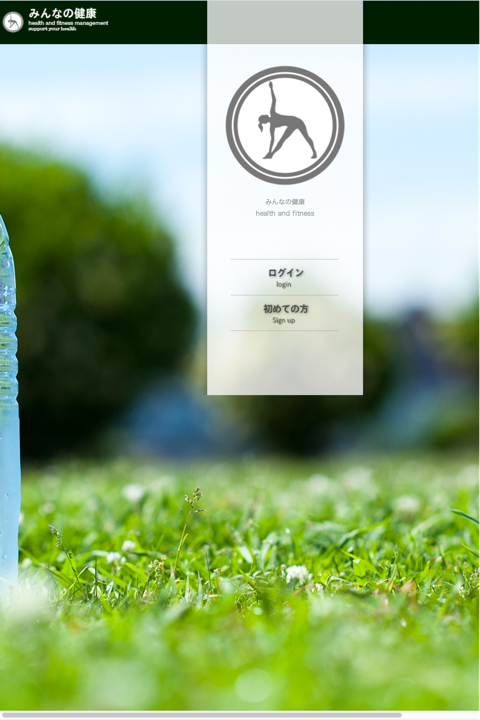 みんなの健康
health and fitness management
support your health
みんなの健康
health and fitness
ログイン
login
初めての方
Sign up